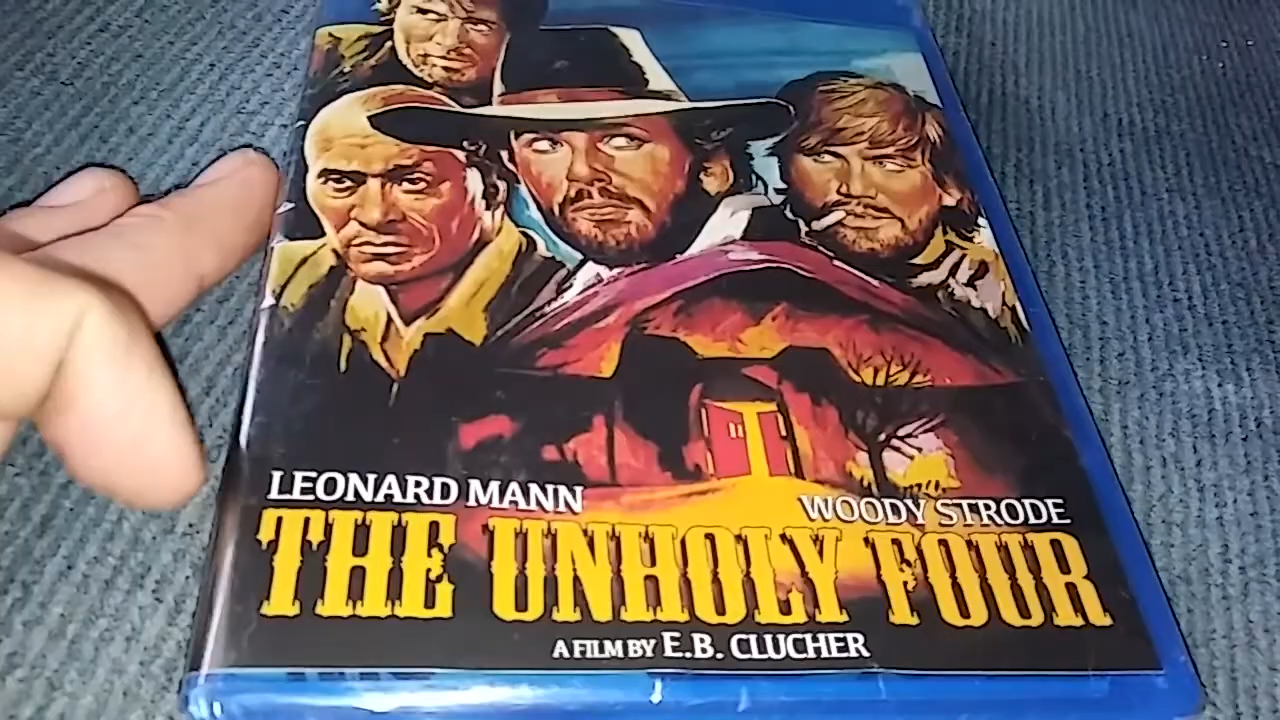 LEONARD MANN
WOODY STRODE
THE UNHOLY FOUR
A FILM BY E.B. CLUCHER